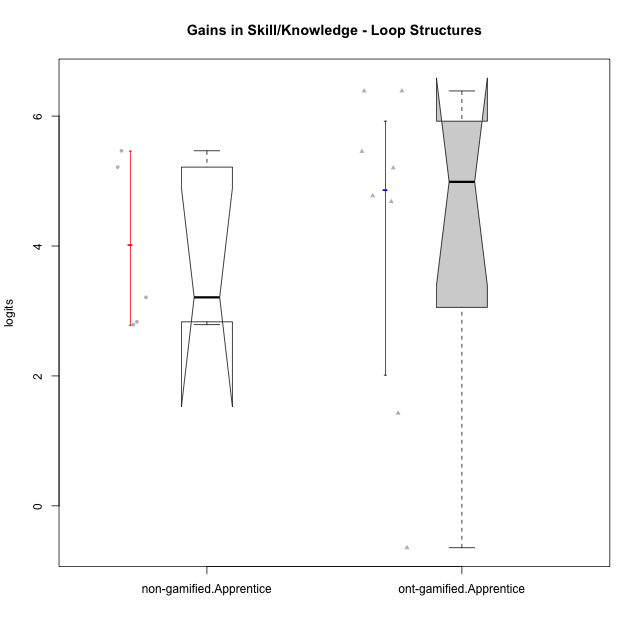 Gains in Skill/Knowledge - Loop Structures
logits
6
4
2
0
non-gamified.Apprentice
ont-gamified.Apprentice